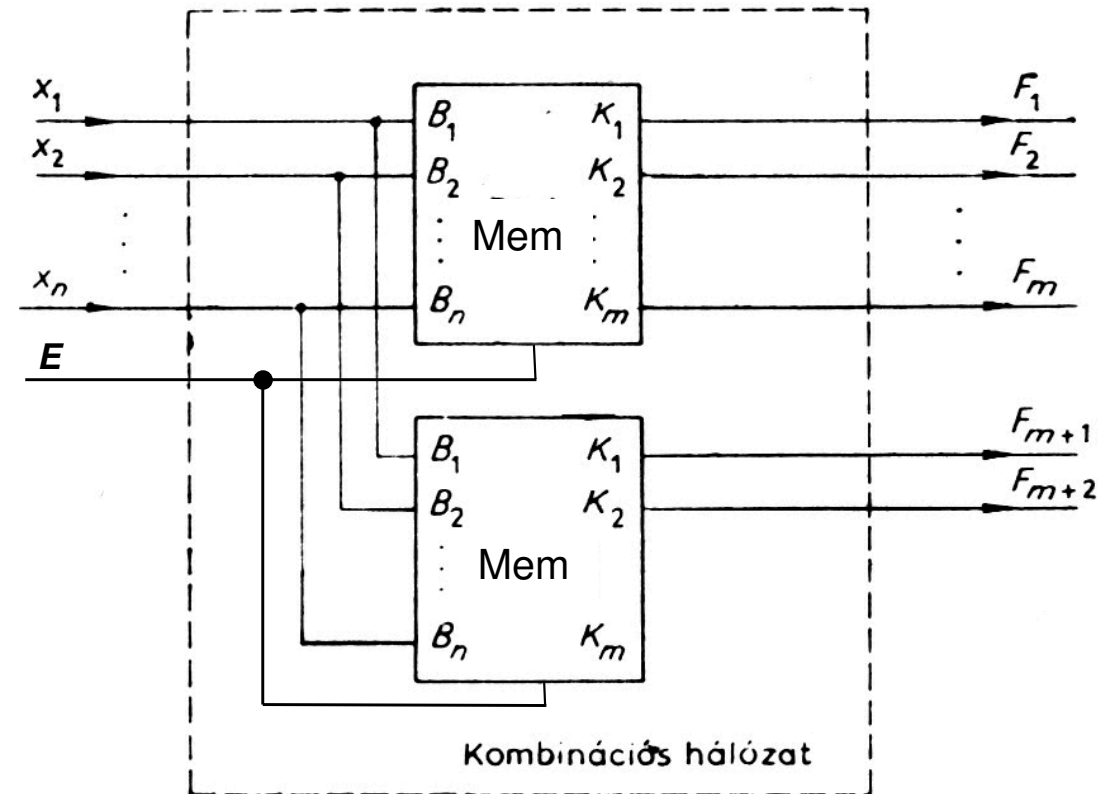 x₁ B₁ K₁ F₁
x₂ B₂ K₂ F₂
Mem
xₙ Bₙ Kₘ Fₘ
E
B₁ K₁ Fₘ₊₁
B₂ K₂ Fₘ₊₂
Mem
Bₙ Kₘ
Kombinációs hálózat